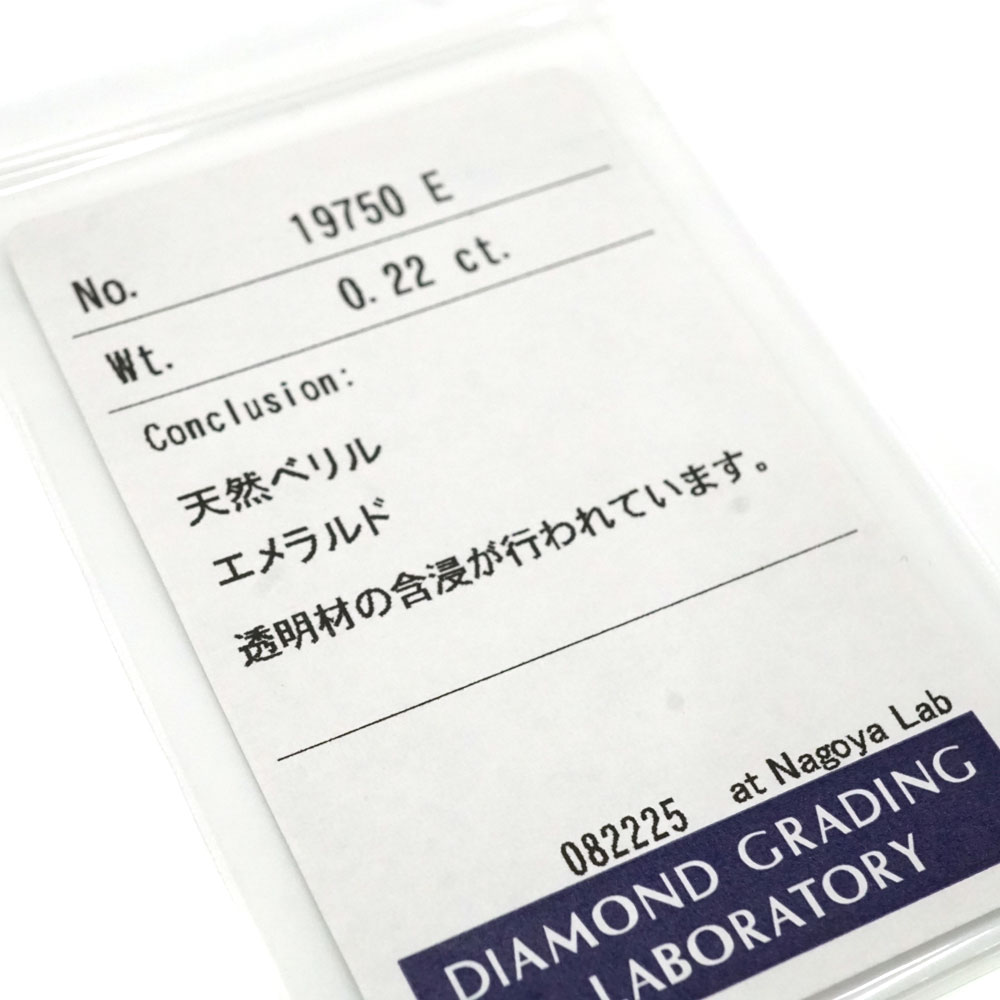 No. 19750 E
Wt. 0.22 ct.
Conclusion:
天然ベリル
エメラルド
透明材の含浸が行われています。
082225 at Nagoya Lab
DIAMOND GRADING
LABORATORY